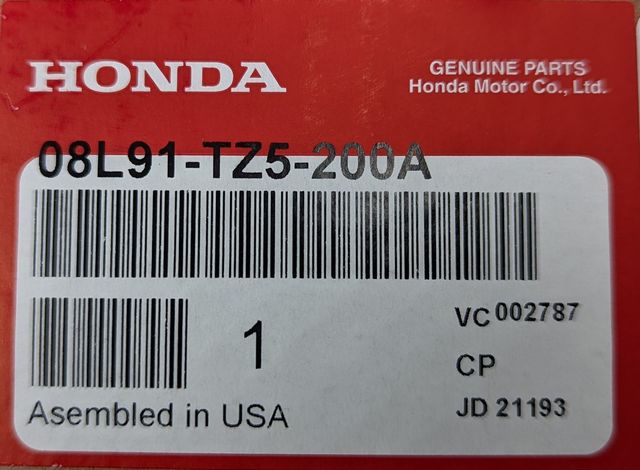 HONDA
GENUINE PARTS
Honda Motor Co., Ltd.
08L91-TZ5-200A
1
VC 002787
CP
JD 21193
Asembled in USA